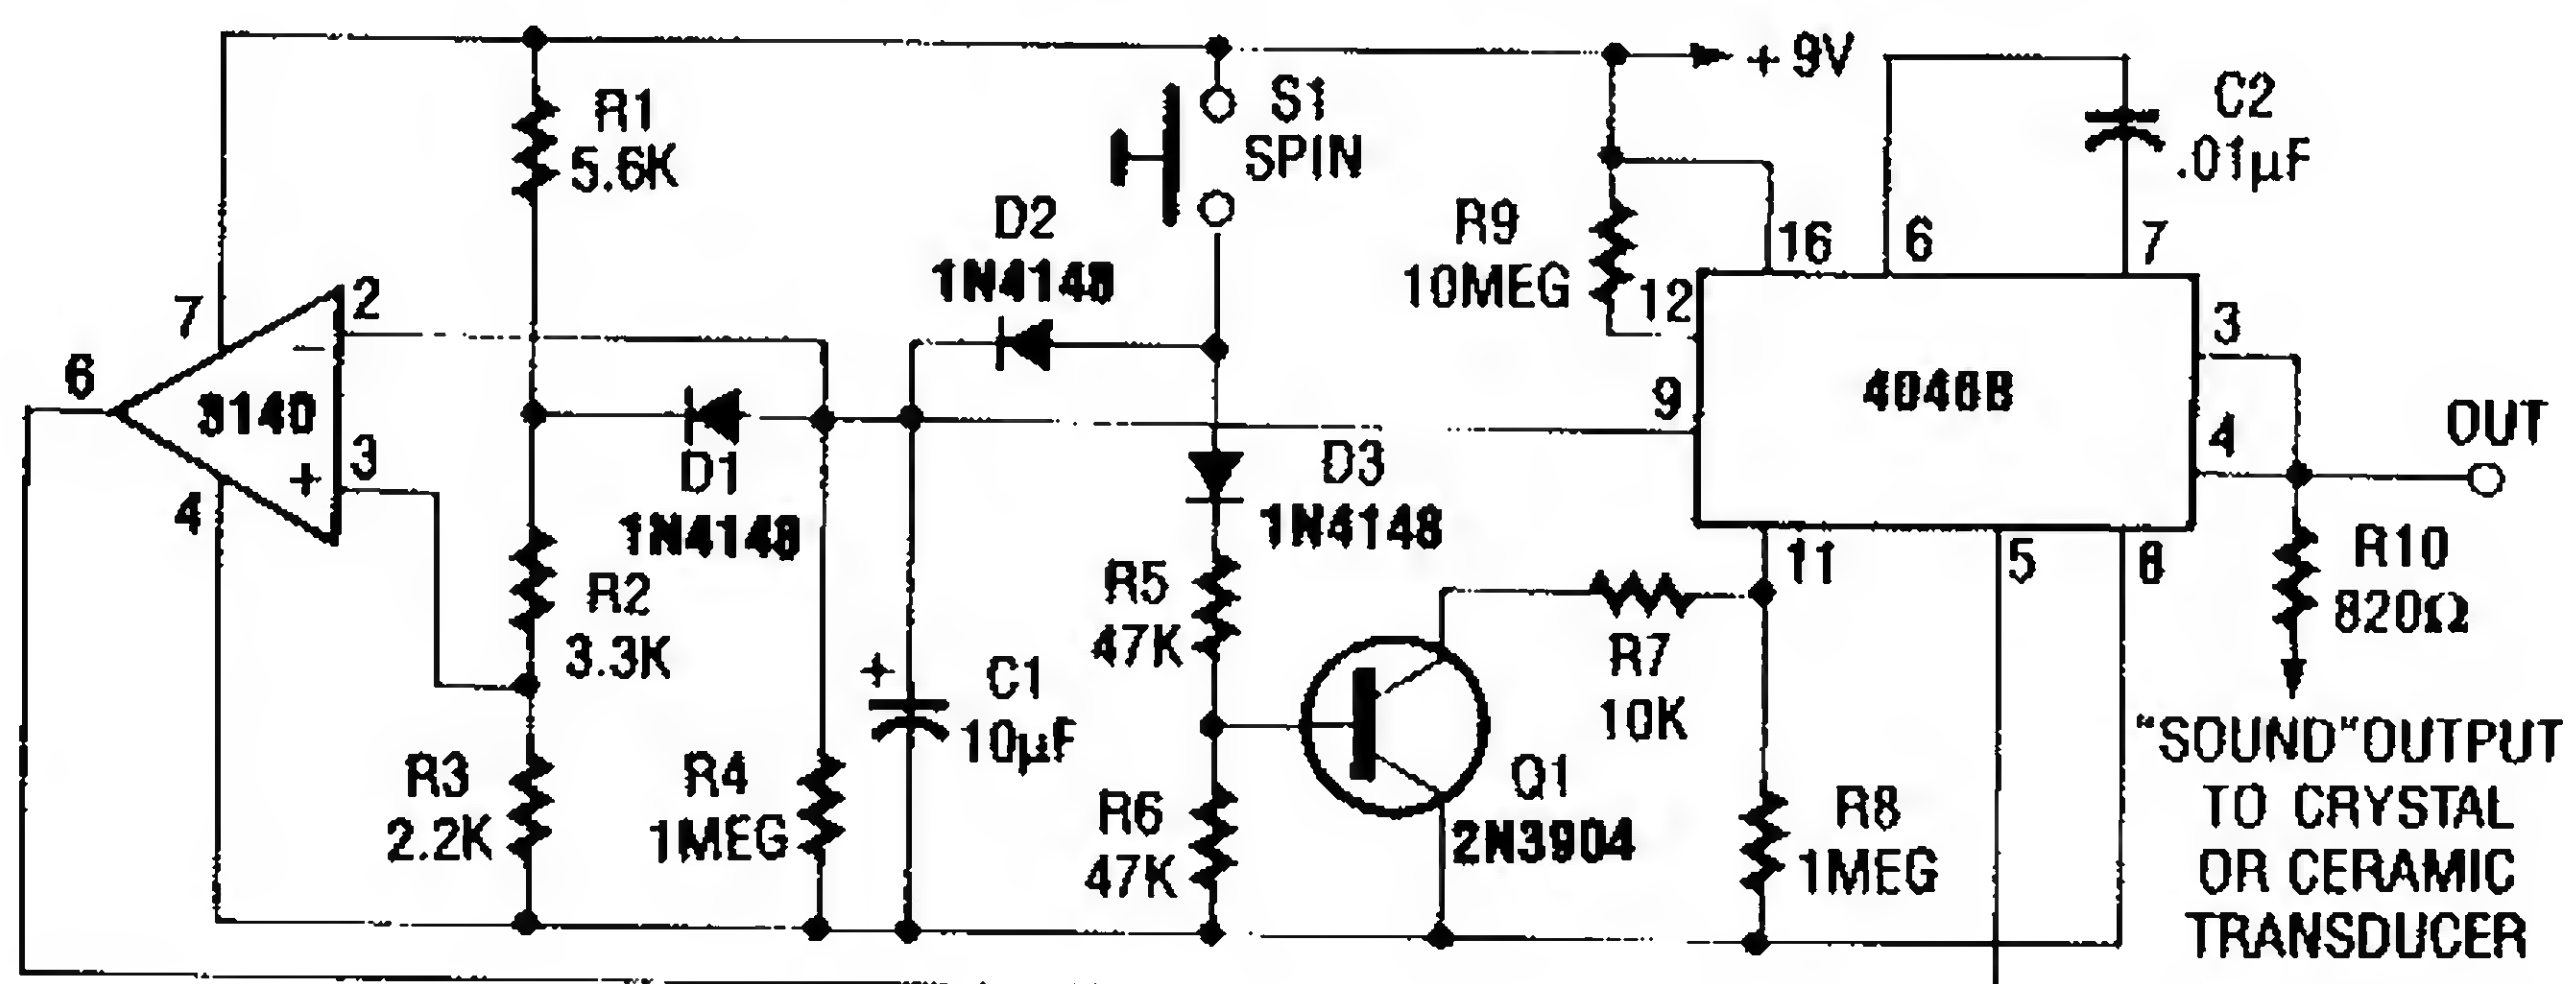 R1
5.6K
S1
SPIN
+ 9V
C2
.01µF
D2
1N4148
R9
10MEG
16
6
7
12
7
2
−
3
6
3140
9
4046B
D1
1N4148
4
OUT
3
+
4
D3
1N4148
11
5
8
R10
820Ω
R2
3.3K
R5
47K
R7
10K
+
C1
10µF
"SOUND" OUTPUT
TO CRYSTAL
OR CERAMIC
TRANSDUCER
R3
2.2K
R4
1MEG
R6
47K
Q1
2N3904
R8
1MEG